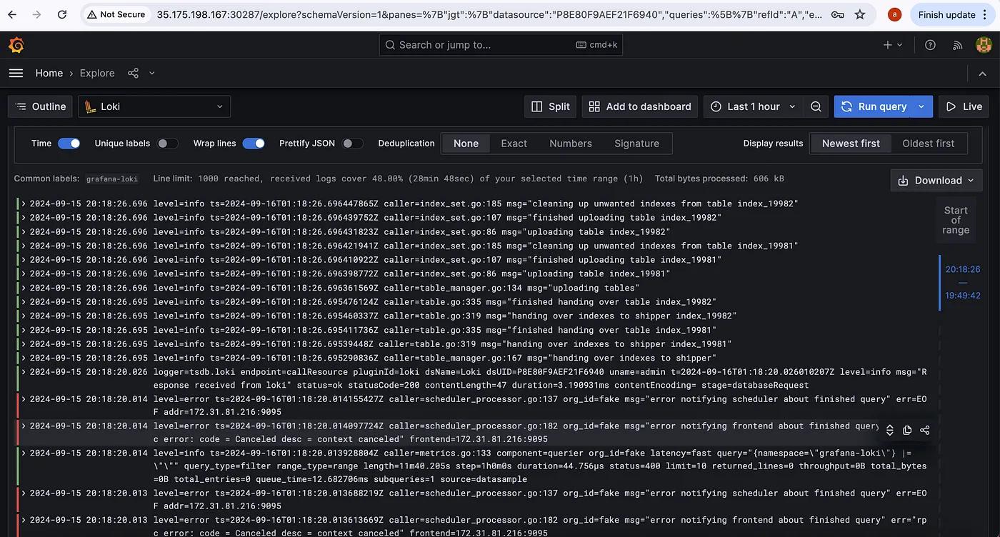 Not Secure
35.175.198.167:30287/explore?schemaVersion=1&panes=%7B"jgt":%7B"datasource":"P8E80F9AEF21F6940","queries":%5B%7B"refId":"A","e...
a
Finish update
Search or jump to...
cmd+k
Home › Explore
Outline
Loki
Split
Add to dashboard
Last 1 hour
Run query
Live
Time
Unique labels
Wrap lines
Prettify JSON
Deduplication
None
Exact
Numbers
Signature
Display results
Newest first
Oldest first
Common labels: grafana-loki Line limit: 1000 reached, received logs cover 48.00% (28min 48sec) of your selected time range (1h) Total bytes processed: 606 kB
Download
2024-09-15 20:18:26.696 level=info ts=2024-09-16T01:18:26.696447865Z caller=index_set.go:185 msg="cleaning up unwanted indexes from table index_19982"
2024-09-15 20:18:26.696 level=info ts=2024-09-16T01:18:26.696439752Z caller=index_set.go:107 msg="finished uploading table index_19982"
2024-09-15 20:18:26.696 level=info ts=2024-09-16T01:18:26.696431823Z caller=index_set.go:86 msg="uploading table index_19982"
2024-09-15 20:18:26.696 level=info ts=2024-09-16T01:18:26.696421941Z caller=index_set.go:185 msg="cleaning up unwanted indexes from table index_19981"
2024-09-15 20:18:26.696 level=info ts=2024-09-16T01:18:26.696410922Z caller=index_set.go:107 msg="finished uploading table index_19981"
2024-09-15 20:18:26.696 level=info ts=2024-09-16T01:18:26.696398772Z caller=index_set.go:86 msg="uploading table index_19981"
2024-09-15 20:18:26.696 level=info ts=2024-09-16T01:18:26.696361569Z caller=table_manager.go:134 msg="uploading tables"
2024-09-15 20:18:26.695 level=info ts=2024-09-16T01:18:26.695476124Z caller=table.go:335 msg="finished handing over table index_19982"
2024-09-15 20:18:26.695 level=info ts=2024-09-16T01:18:26.695460337Z caller=table.go:319 msg="handing over indexes to shipper index_19982"
2024-09-15 20:18:26.695 level=info ts=2024-09-16T01:18:26.695411736Z caller=table.go:335 msg="finished handing over table index_19981"
2024-09-15 20:18:26.695 level=info ts=2024-09-16T01:18:26.69539448Z caller=table.go:319 msg="handing over indexes to shipper index_19981"
2024-09-15 20:18:26.695 level=info ts=2024-09-16T01:18:26.695290836Z caller=table_manager.go:167 msg="handing over indexes to shipper"
2024-09-15 20:18:20.026 logger=tsdb.loki endpoint=callResource pluginId=loki dsName=Loki dsUID=P8E80F9AEF21F6940 uname=admin t=2024-09-16T01:18:20.026010207Z level=info msg="R
esponse received from loki" status=ok statusCode=200 contentLength=47 duration=3.190931ms contentEncoding= stage=databaseRequest
2024-09-15 20:18:20.014 level=error ts=2024-09-16T01:18:20.014155427Z caller=scheduler_processor.go:137 org_id=fake msg="error notifying scheduler about finished query" err=EO
F addr=172.31.81.216:9095
2024-09-15 20:18:20.014 level=error ts=2024-09-16T01:18:20.014097724Z caller=scheduler_processor.go:182 org_id=fake msg="error notifying frontend about finished query
c error: code = Canceled desc = context canceled" frontend=172.31.81.216:9095
2024-09-15 20:18:20.014 level=info ts=2024-09-16T01:18:20.013928804Z caller=metrics.go:133 component=querier org_id=fake latency=fast query="{namespace=\"grafana-loki\"} |=
\"\"" query_type=filter range_type=range length=11m40.205s step=1h0m0s duration=44.756µs status=400 limit=10 returned_lines=0 throughput=0B total_bytes
=0B total_entries=0 queue_time=12.682706ms subqueries=1 source=datasample
2024-09-15 20:18:20.013 level=error ts=2024-09-16T01:18:20.013688219Z caller=scheduler_processor.go:137 org_id=fake msg="error notifying scheduler about finished query" err=EO
F addr=172.31.81.216:9095
2024-09-15 20:18:20.013 level=error ts=2024-09-16T01:18:20.013613669Z caller=scheduler_processor.go:182 org_id=fake msg="error notifying frontend about finished query" err="rp
c error: code = Canceled desc = context canceled" frontend=172.31.81.216:9095
Start
of
range
20:18:26
—
19:49:42